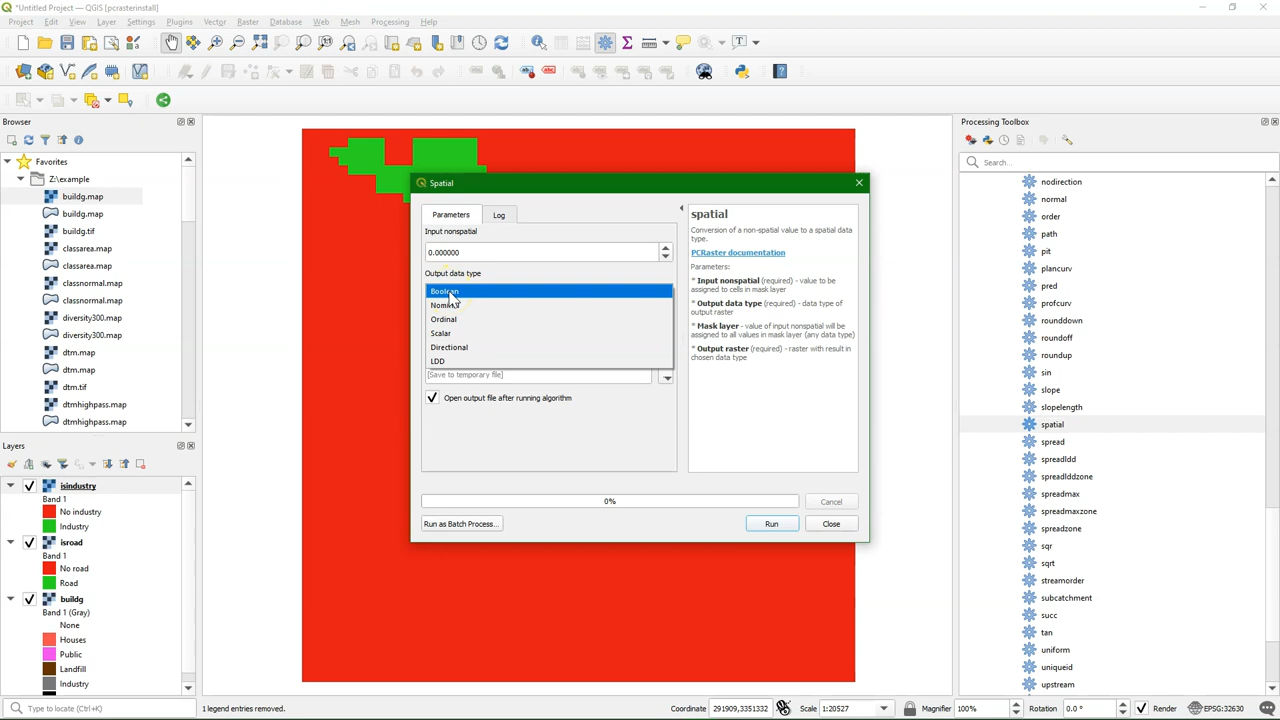 *Untitled Project — QGIS [pcrasterinstall]
Project Edit View Layer Settings Plugins Vector Raster Database Web Mesh Processing Help
Browser
Favorites
Z:\example
buildg.map
buildg.map
buildg.tif
classarea.map
classarea.map
classnormal.map
classnormal.map
diversity300.map
diversity300.map
dtm.map
dtm.map
dtm.tif
dtmhighpass.map
dtmhighpass.map
Layers
isindustry
Band 1
No industry
Industry
isroad
Band 1
No road
Road
buildg
Band 1 (Gray)
None
Houses
Public
Landfill
Industry
Spatial
Parameters Log
Input nonspatial
0.000000
Output data type
Boolean
Nominal
Ordinal
Scalar
Directional
LDD
[Save to temporary file]
Open output file after running algorithm
spatial
Conversion of a non-spatial value to a spatial data
type.
PCRaster documentation
Parameters:
* Input nonspatial (required) - value to be
assigned to cells in mask layer
* Output data type (required) - data type of
output raster
* Mask layer - value of input nonspatial will be
assigned to all values in mask layer (any data type)
* Output raster (required) - raster with result in
chosen data type
0% Cancel
Run as Batch Process... Run Close
Processing Toolbox
Search...
nodirection
normal
order
path
pit
plancurv
pred
profcurv
rounddown
roundoff
roundup
sin
slope
slopelength
spatial
spread
spreadldd
spreadlddzone
spreadmax
spreadmaxzone
spreadzone
sqr
sqrt
streamorder
subcatchment
succ
tan
uniform
uniqueid
upstream
Type to locate (Ctrl+K) 1 legend entries removed. Coordinate 291909,3351332 Scale 1:20527 Magnifier 100% Rotation 0.0 ° Render EPSG:32630